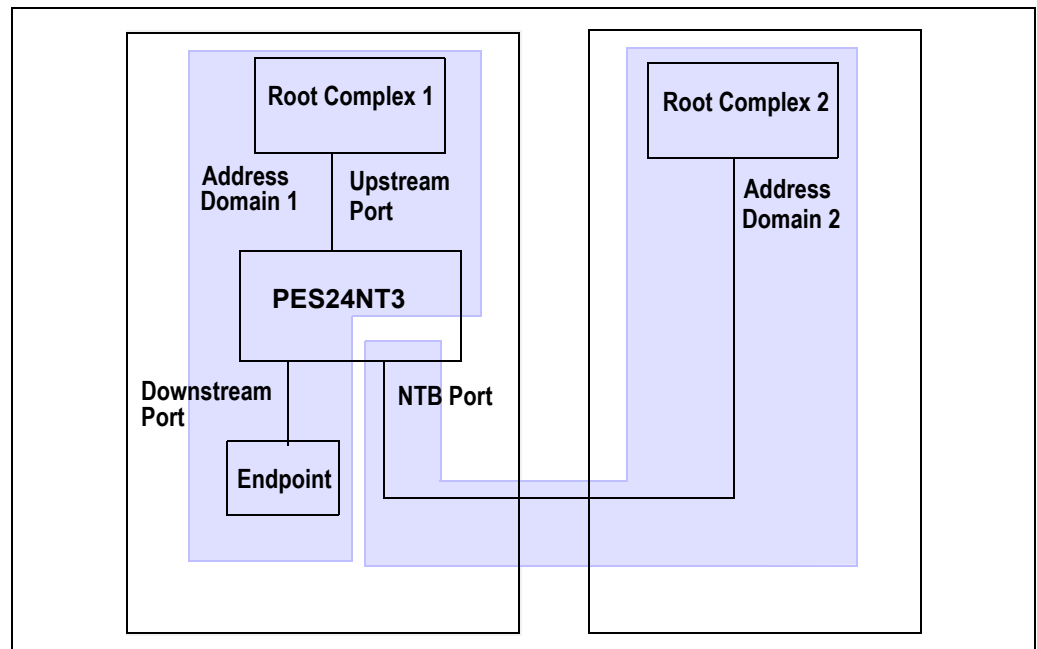 Root Complex 1
Root Complex 2
Address
Domain 1
Upstream
Port
Address
Domain 2
PES24NT3
Downstream
Port
NTB Port
Endpoint